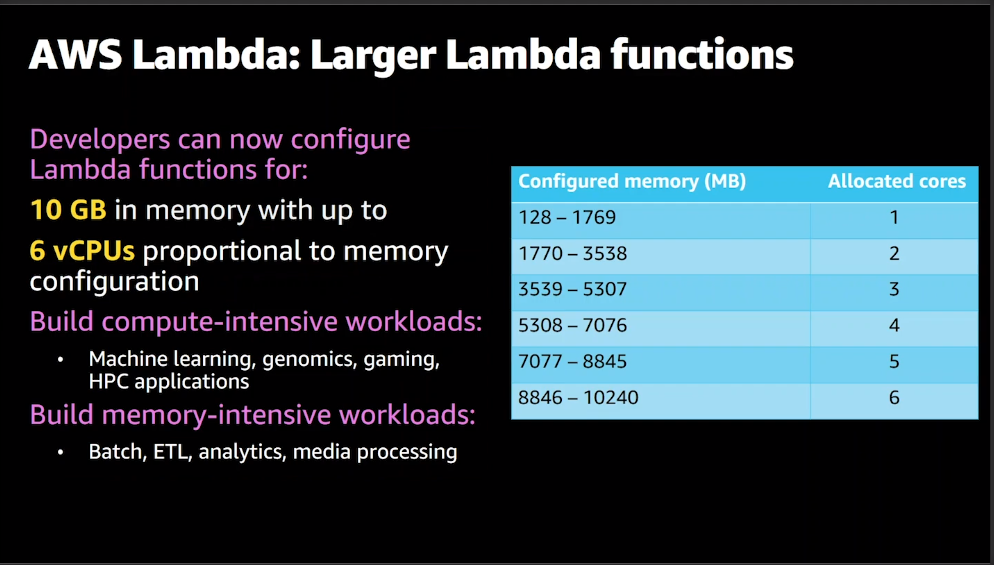 AWS Lambda: Larger Lambda functions
Developers can now configure
Lambda functions for:
10 GB in memory with up to
6 vCPUs proportional to memory
configuration
Build compute-intensive workloads:
• Machine learning, genomics, gaming,
HPC applications
Build memory-intensive workloads:
• Batch, ETL, analytics, media processing
Configured memory (MB) Allocated cores
128 – 1769 1
1770 – 3538 2
3539 – 5307 3
5308 – 7076 4
7077 – 8845 5
8846 – 10240 6